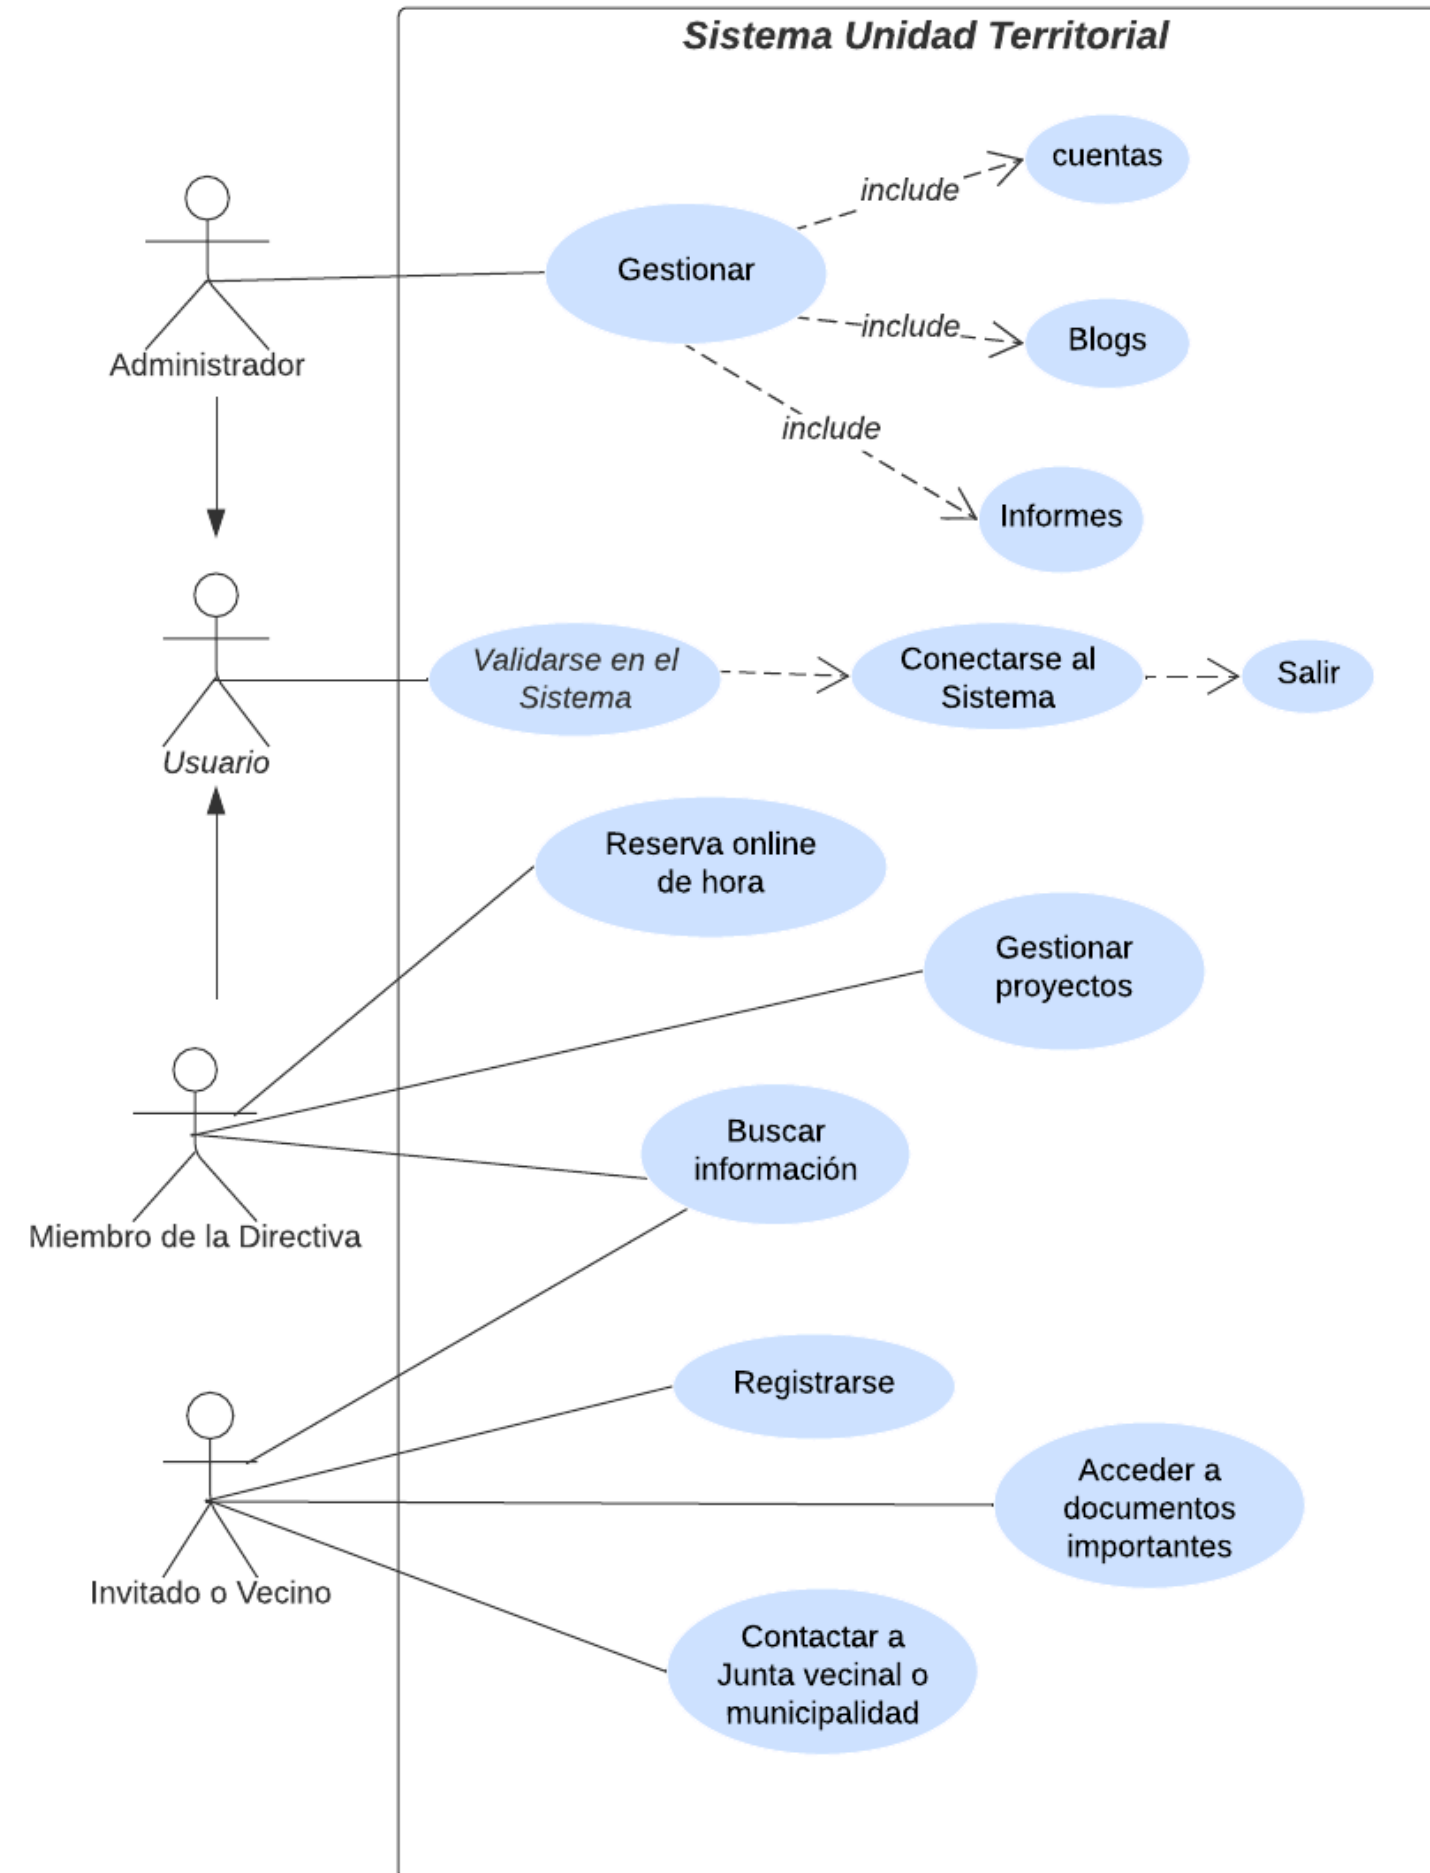 Sistema Unidad Territorial
cuentas
include
Gestionar
include
Blogs
Administrador
include
Informes
Validarse en el
Sistema
Conectarse al
Sistema
Salir
Usuario
Reserva online
de hora
Gestionar
proyectos
Buscar
información
Miembro de la Directiva
Registrarse
Acceder a
documentos
importantes
Invitado o Vecino
Contactar a
Junta vecinal o
municipalidad